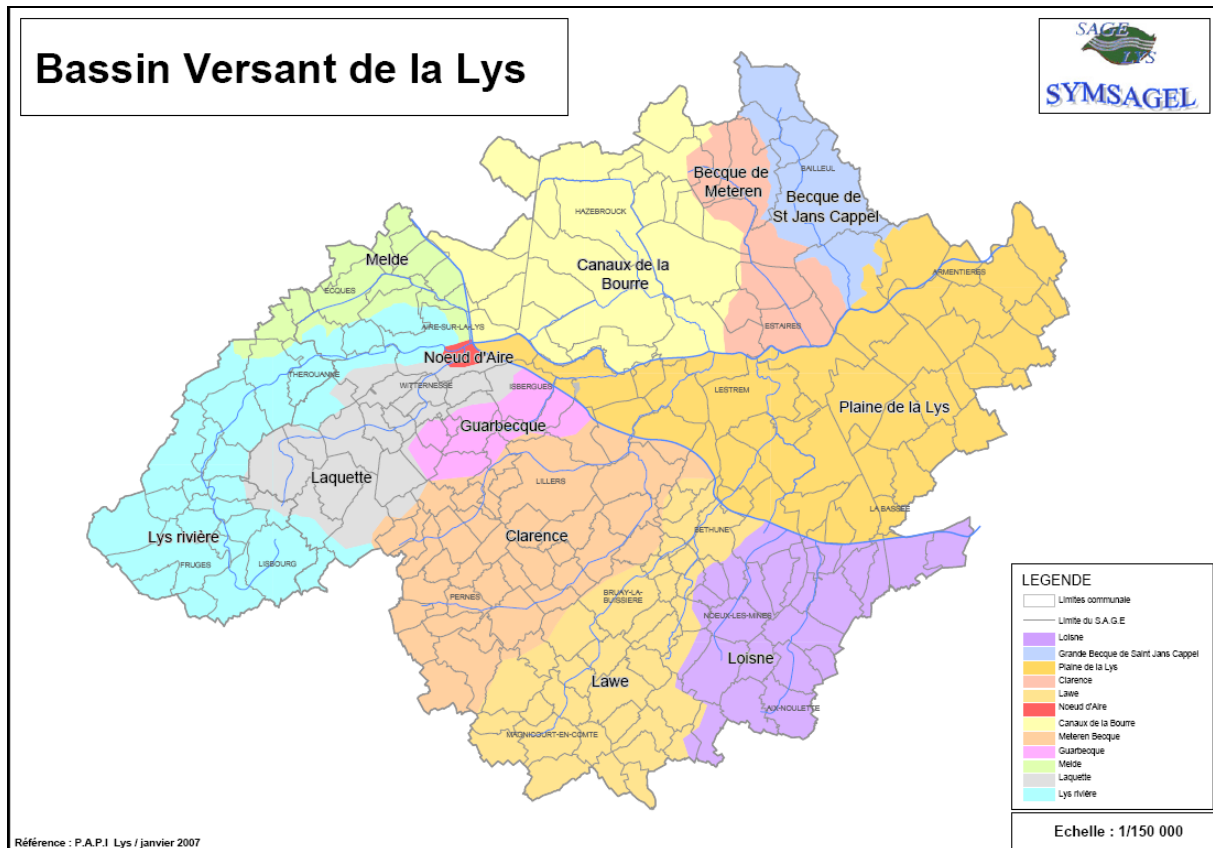 Bassin Versant de la Lys
SAGE
LYS
SYMSAGEL
Becque de
Meteren
BAILLEUL
Becque de
St Jans Cappel
HAZEBROUCK
Melde
Canaux de la
Bourre
ARMENTIERES
ECQUES
AIRE-SUR-LA-LYS
ESTAIRES
Noeud d'Aire
THEROUANNE
WITTERNESSE
ISBERGUES
LESTREM
Plaine de la Lys
Guarbecque
Laquette
LILLERS
LA BASSEE
Lys rivière
Clarence
BETHUNE
FRUGES
LISBOURG
PERNES
BRUAY-LA-
BUISSIERE
NOEUX-LES-MINES
Loisne
Lawe
AIX-NOULETTE
MAGNICOURT-EN-COMTE
LEGENDE
Limites communale
Limite du S.A.G.E
Loisne
Grande Becque de Saint Jans Cappel
Plaine de la Lys
Clarence
Lawe
Noeud d'Aire
Canaux de la Bourre
Meteren Becque
Guarbecque
Melde
Laquette
Lys rivière
Echelle : 1/150 000
Référence : P.A.P.I Lys / janvier 2007